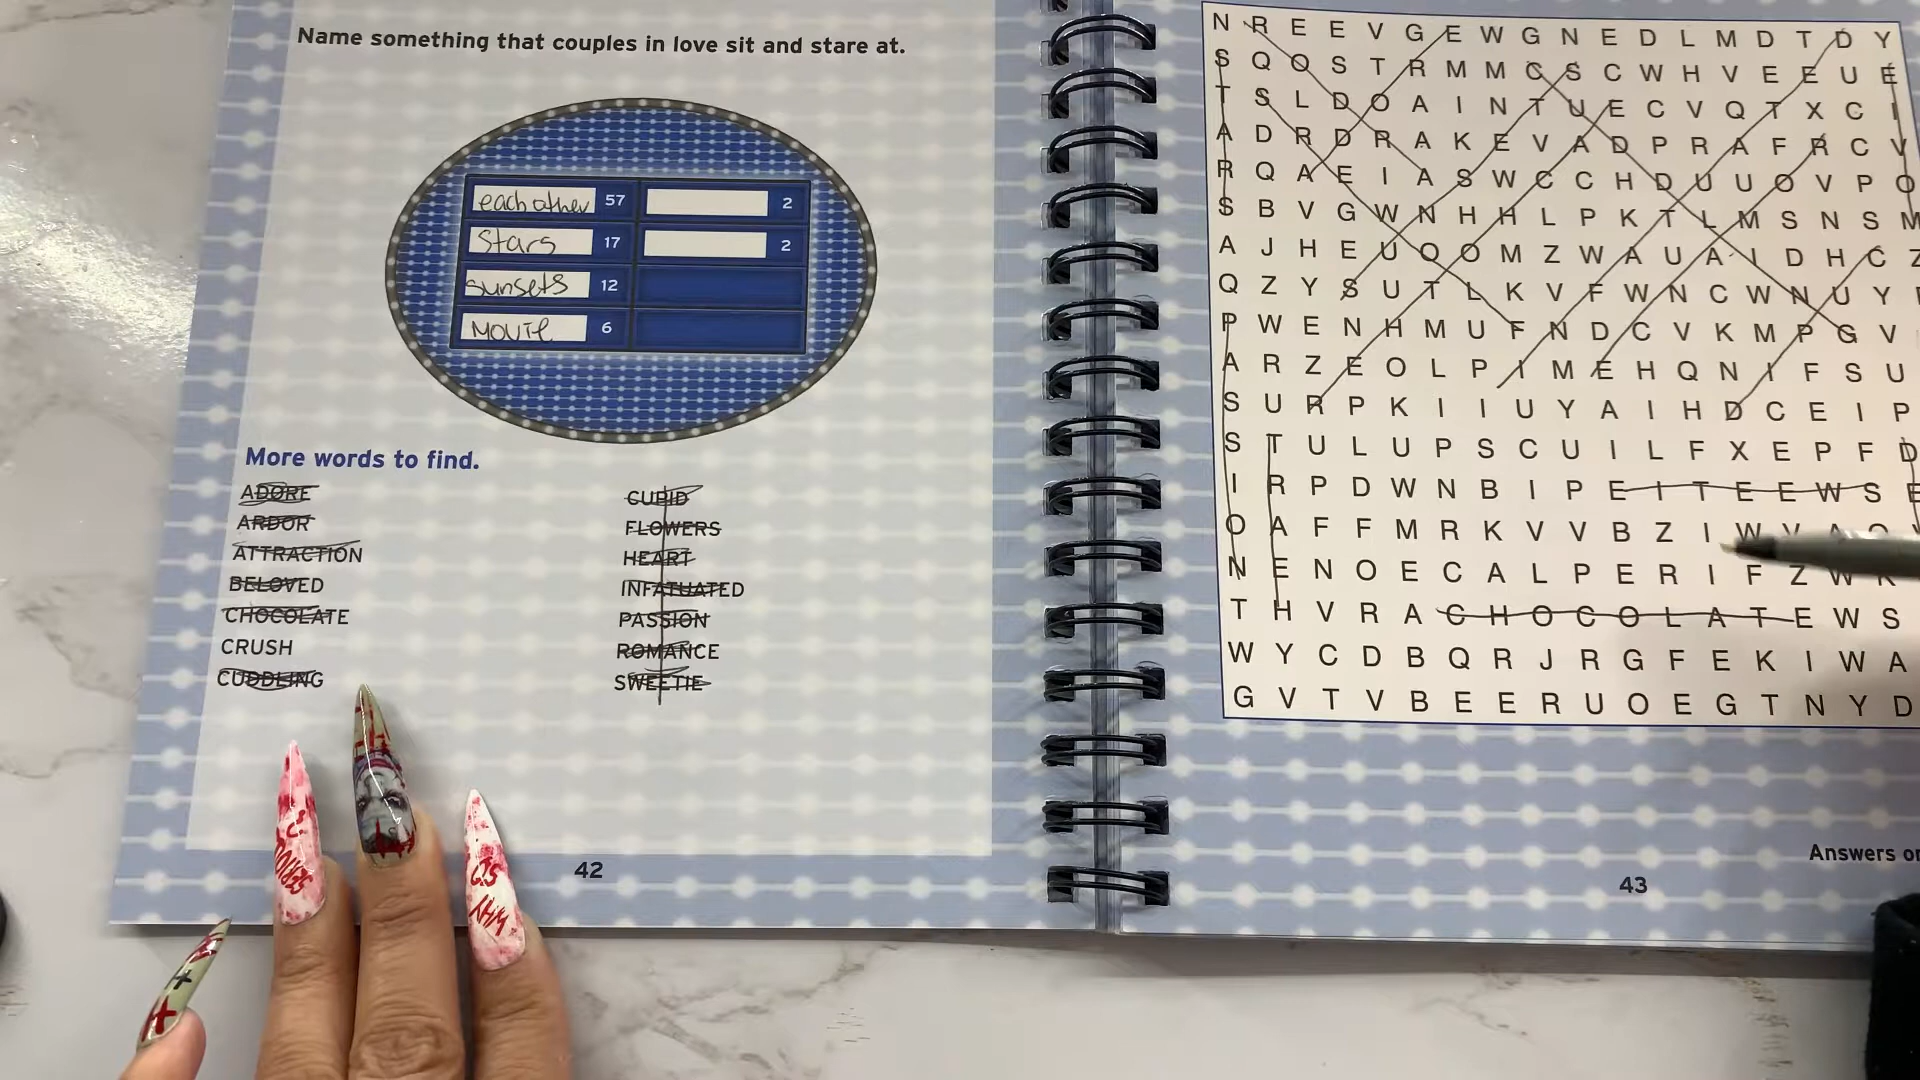 Name something that couples in love sit and stare at.
each other 57 2
Stars 17 2
sunsets 12
MOVIE 6
More words to find.
ADORE
ARDOR
ATTRACTION
BELOVED
CHOCOLATE
CRUSH
CUDDLING
CUPID
FLOWERS
HEART
INFATUATED
PASSION
ROMANCE
SWEETIE
42
N R E E V G E W G N E D L M D T D Y
S Q O S T R M M C S C W H V E E U E
T S L D O A I N T U E C V Q T X C I
A D R D R A K E V A D P R A F R C V
R Q A E I A S W C C H D U U O V P O
S B V G W N H H L P K T L M S N S M
A J H E U O O M Z W A U A I D H C Z
Q Z Y S U T L K V F W N C W N U Y
P W E N H M U F N D C V K M P G V
A R Z E O L P I M E H Q N I F S U
S U R P K I I U Y A I H D C E I P
S T U L U P S C U I L F X E P F D
I R P D W N B I P E I T E E W S E
O A F F M R K V V B Z I W
N E N O E C A L P E R I F Z W K
T H V R A C H O C O L A T E W S
W Y C D B Q R J R G F E K I W A
G V T V B E E R U O E G T N Y D
Answers
43
SERIOUS
WHY